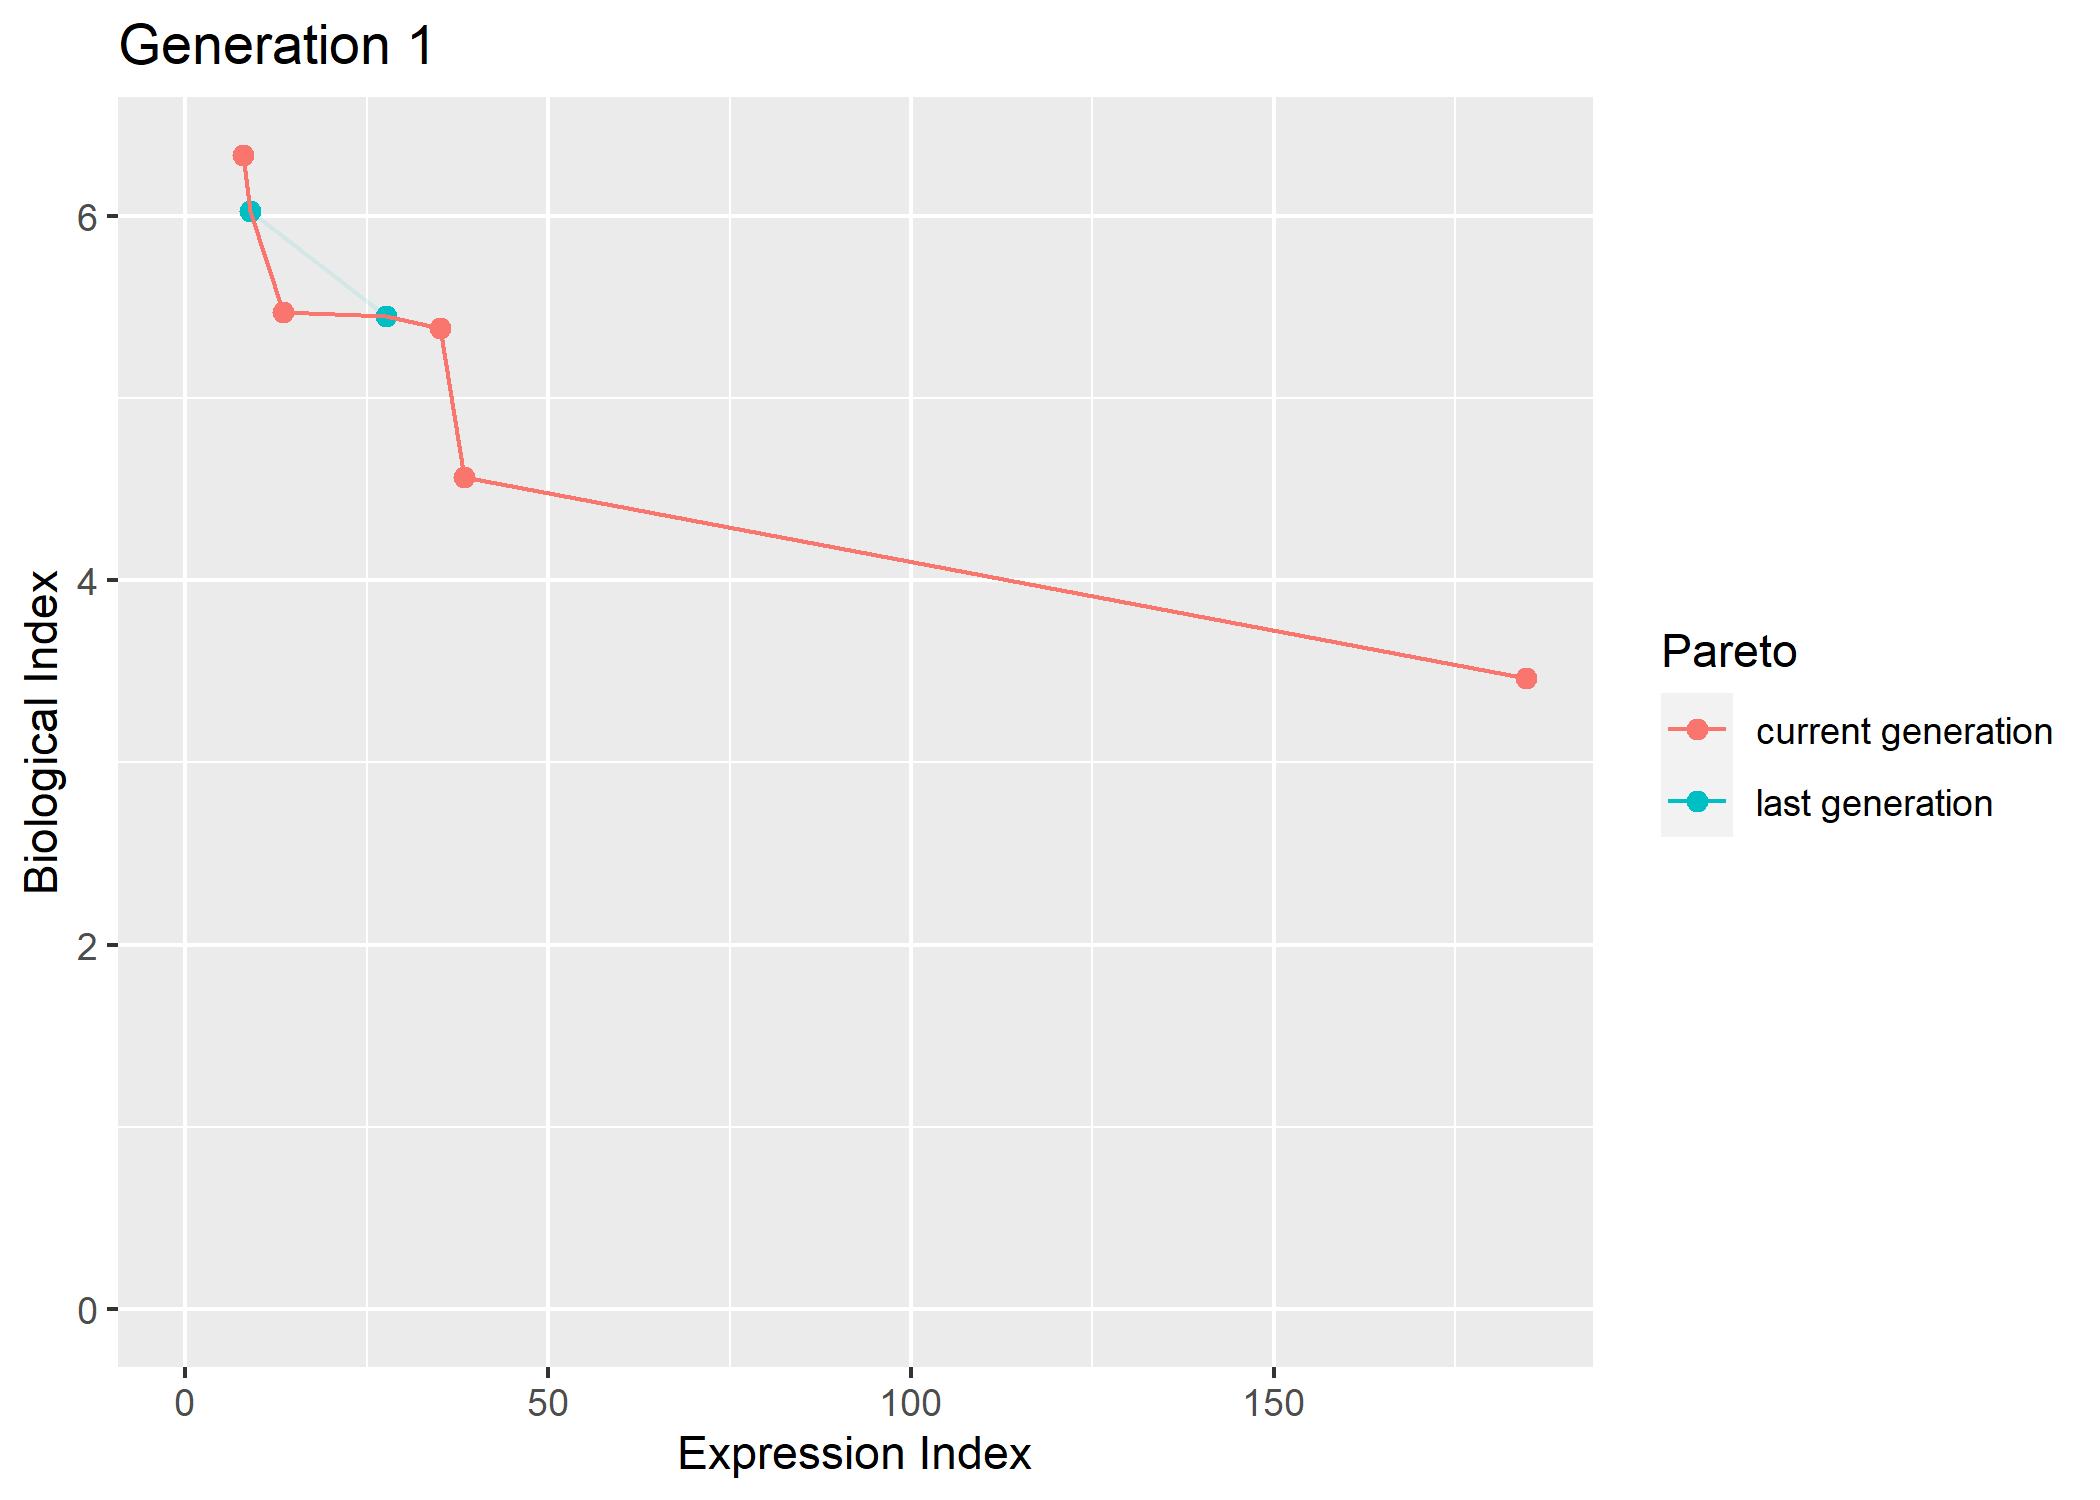 Generation 1
6
4
2
0
Biological Index
0 50 100 150
Expression Index
Pareto
current generation
last generation